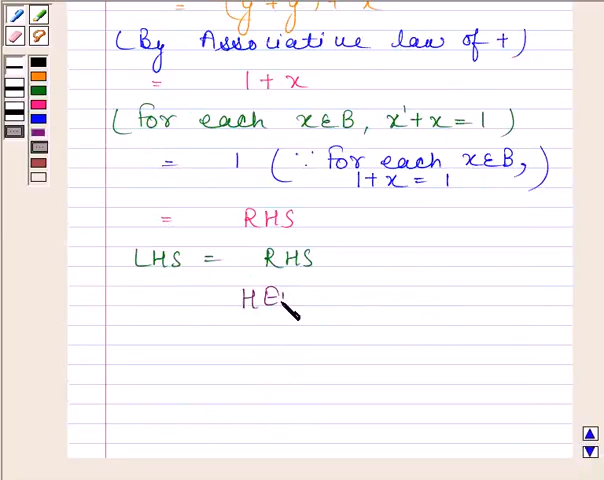 = (y + y') + x
(By Associative law of +)
= 1 + x
(for each x∈B, x' + x = 1)
= 1 (∵ for each x∈B,
1 + x = 1)
= RHS
LHS = RHS
HE